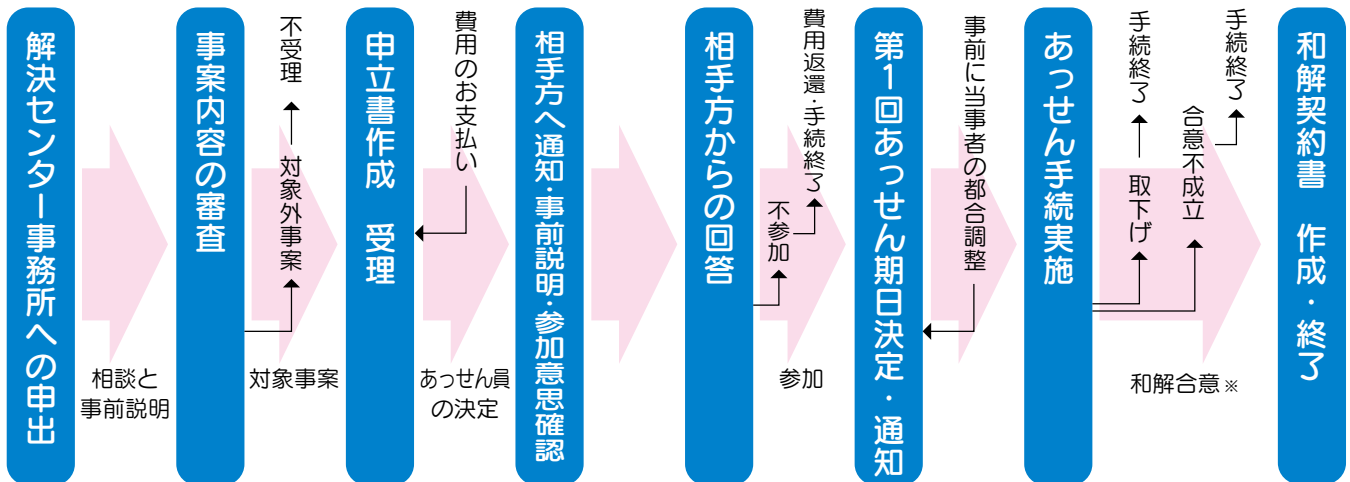 解決センター事務所への申出
相談と
事前説明
事案内容の審査
不受理
対象外事案
対象事案
申立書作成　受理
費用のお支払い
あっせん員
の決定
相手方へ通知・事前説明・参加意思確認
相手方からの回答
不参加
費用返還・手続終了
参加
第1回あっせん期日決定・通知
事前に当事者の都合調整
あっせん手続実施
手続終了
取下げ
合意不成立
手続終了
和解合意※
和解契約書　作成・終了